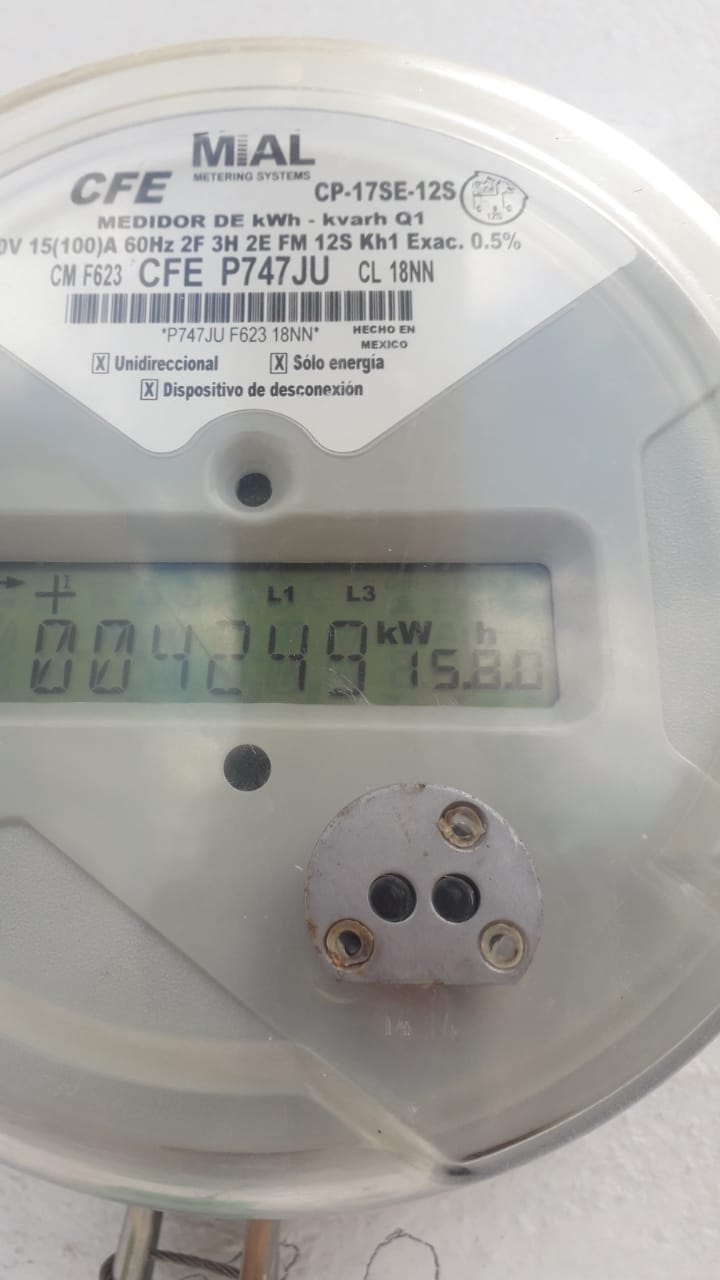 MIAL
METERING SYSTEMS
CFE
CP-17SE-12S
MEDIDOR DE kWh - kvarh Q1
0V 15(100)A 60Hz 2F 3H 2E FM 12S Kh1 Exac. 0.5%
CM F623 CFE P747JU CL 18NN
*P747JU F623 18NN*
HECHO EN
MEXICO
X Unidireccional X Sólo energía
X Dispositivo de desconexión
L1 L3
004249 kW h 15.8.0